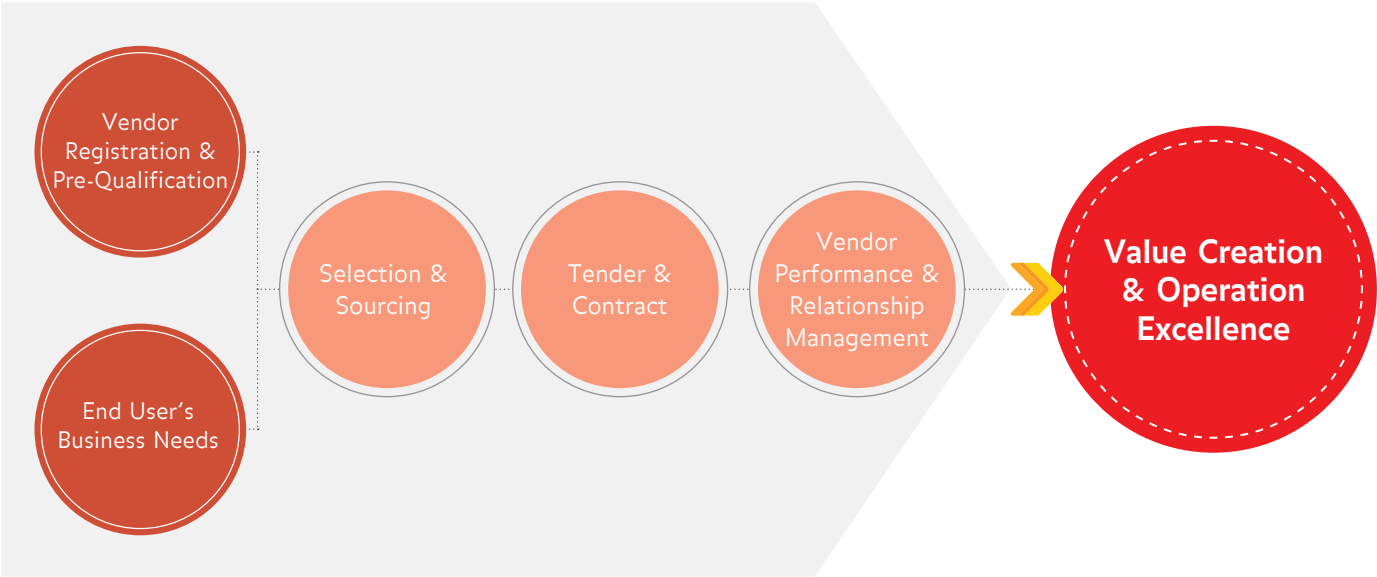 Vendor
Registration &
Pre-Qualification
End User’s
Business Needs
Selection &
Sourcing
Tender &
Contract
Vendor
Performance &
Relationship
Management
Value Creation
& Operation
Excellence